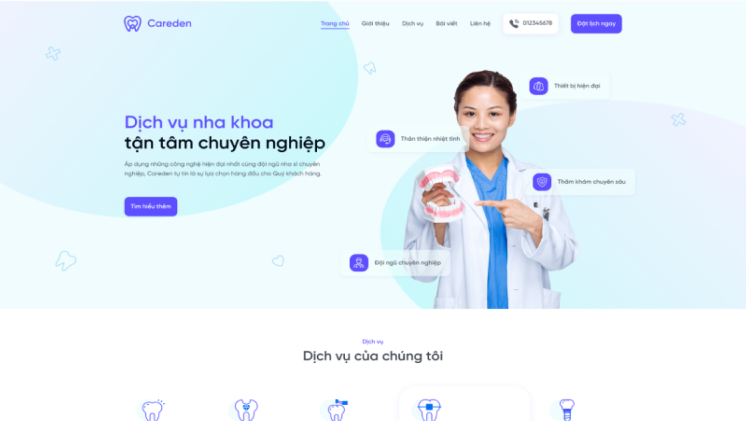 Careden
Trang chủ
Giới thiệu
Dịch vụ
Bài viết
Liên hệ
012345678
Đặt lịch ngay
Thiết bị hiện đại
Dịch vụ nha khoa
tận tâm chuyên nghiệp
Thân thiện nhiệt tình
Áp dụng những công nghệ hiện đại nhất cùng đội ngũ nha sĩ chuyên
nghiệp, Careden tự tin là sự lựa chọn hàng đầu cho Quý khách hàng.
Thăm khám chuyên sâu
Tìm hiểu thêm
Đội ngũ chuyên nghiệp
Dịch vụ
Dịch vụ của chúng tôi